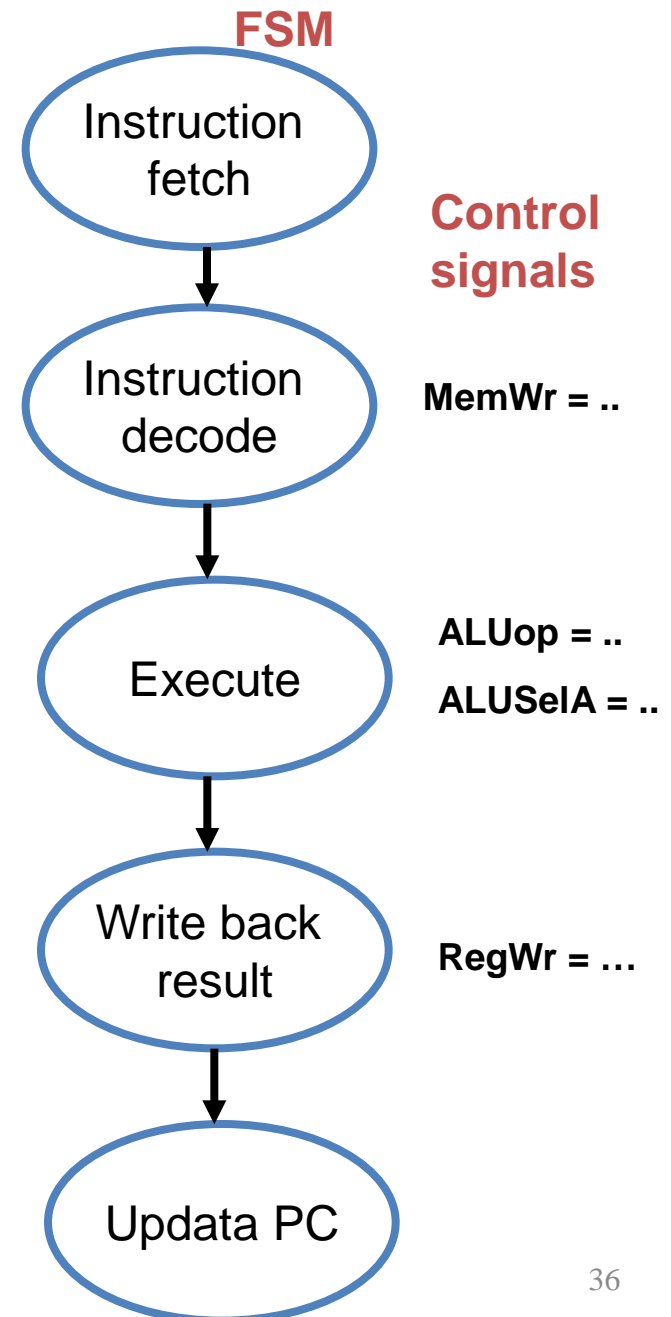 FSM
Instruction
fetch
Control
signals
Instruction
decode
MemWr = ..
Execute
ALUop = ..
ALUSelA = ..
Write back
result
RegWr = …
Updata PC
36